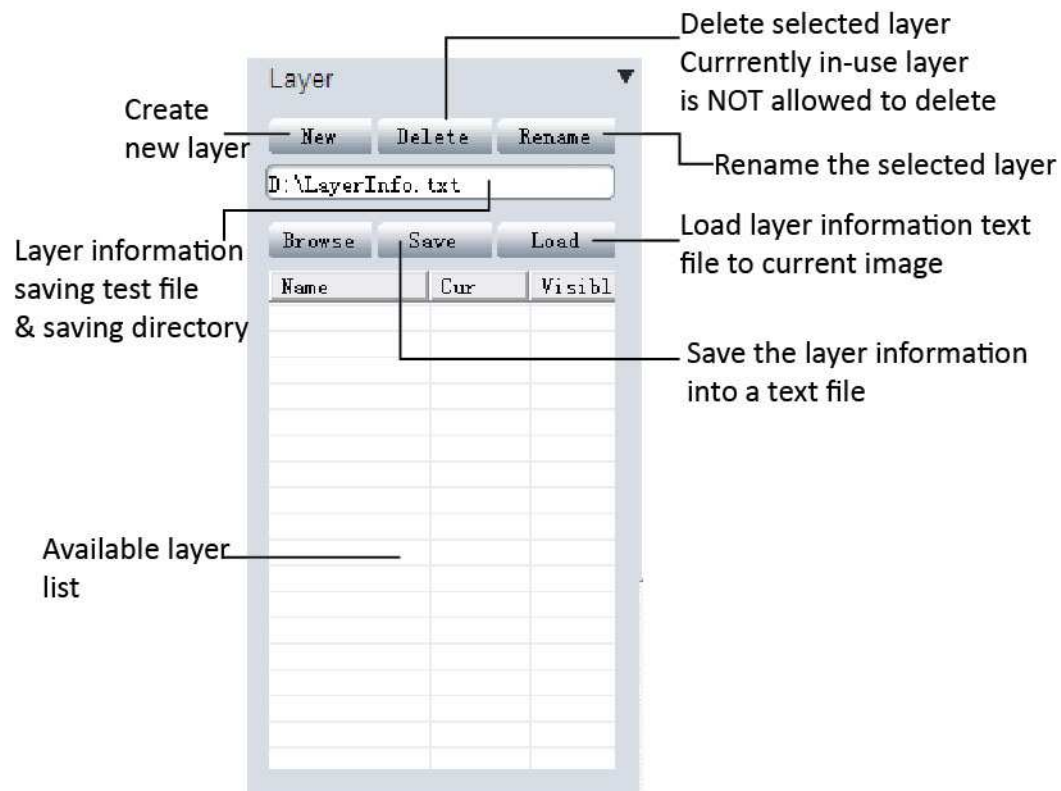 Delete selected layer
Currrently in-use layer
is NOT allowed to delete
Layer
Create
new layer
New
Delete
Rename
Rename the selected layer
D:\LayerInfo.txt
Layer information
saving test file
& saving directory
Browse
Save
Load
Load layer information text
file to current image
Name
Cur
Visibl
Save the layer information
into a text file
Available layer
list